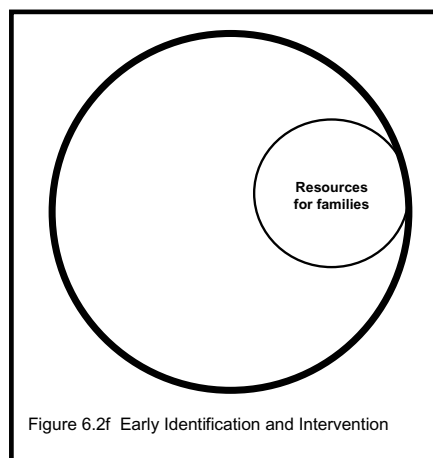 Resources
for families
Figure 6.2f Early Identification and Intervention